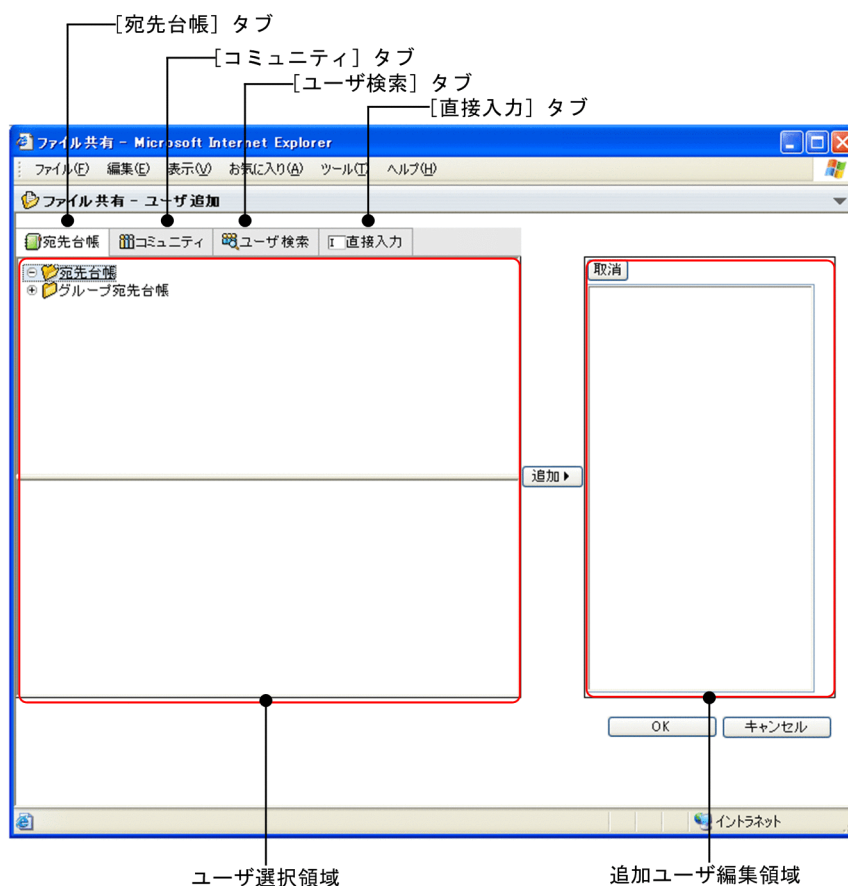 [宛先台帳] タブ
[コミュニティ] タブ
[ユーザ検索] タブ
[直接入力] タブ
ファイル共有 - Microsoft Internet Explorer
ファイル(F) 編集(E) 表示(V) お気に入り(A) ツール(T) ヘルプ(H)
ファイル共有 - ユーザ追加
宛先台帳 コミュニティ ユーザ検索 直接入力
宛先台帳
グループ宛先台帳
取消
追加
OK キャンセル
イントラネット
ユーザ選択領域
追加ユーザ編集領域